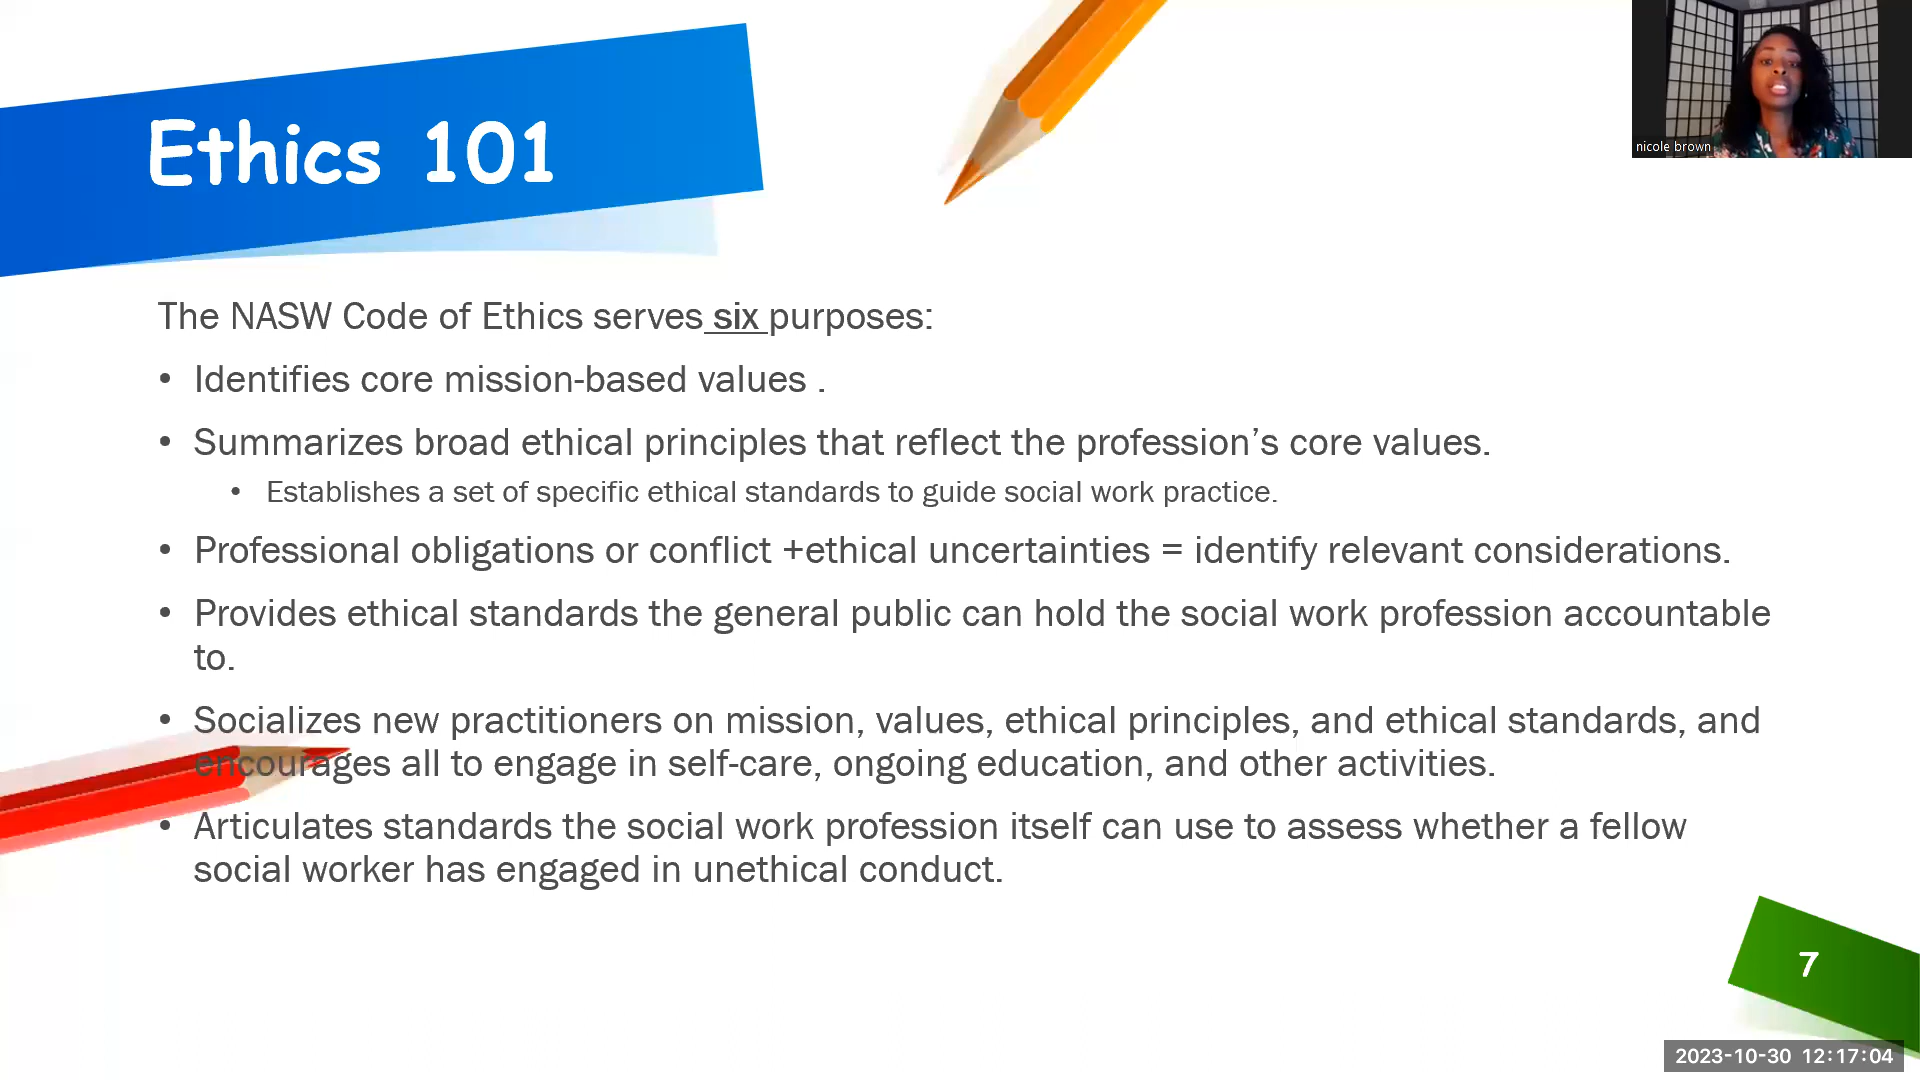 Ethics 101
nicole brown
The NASW Code of Ethics serves six purposes:
• Identifies core mission-based values .
• Summarizes broad ethical principles that reflect the profession’s core values.
• Establishes a set of specific ethical standards to guide social work practice.
• Professional obligations or conflict +ethical uncertainties = identify relevant considerations.
• Provides ethical standards the general public can hold the social work profession accountable
to.
• Socializes new practitioners on mission, values, ethical principles, and ethical standards, and
encourages all to engage in self-care, ongoing education, and other activities.
• Articulates standards the social work profession itself can use to assess whether a fellow
social worker has engaged in unethical conduct.
7
2023-10-30 12:17:04